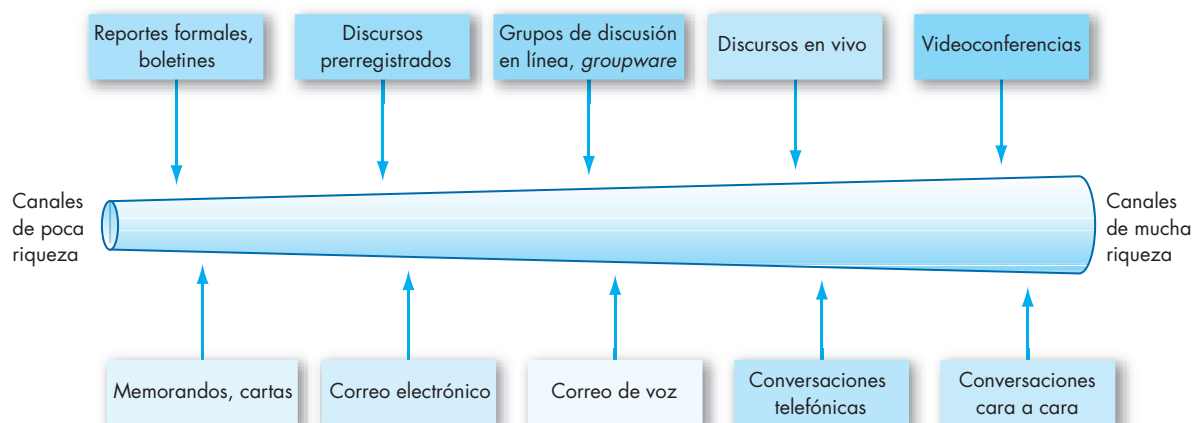 Reportes formales,
boletines
Discursos
prerregistrados
Grupos de discusión
en línea, groupware
Discursos en vivo
Videoconferencias
Canales
de poca
riqueza
Canales
de mucha
riqueza
Memorandos, cartas
Correo electrónico
Correo de voz
Conversaciones
telefónicas
Conversaciones
cara a cara